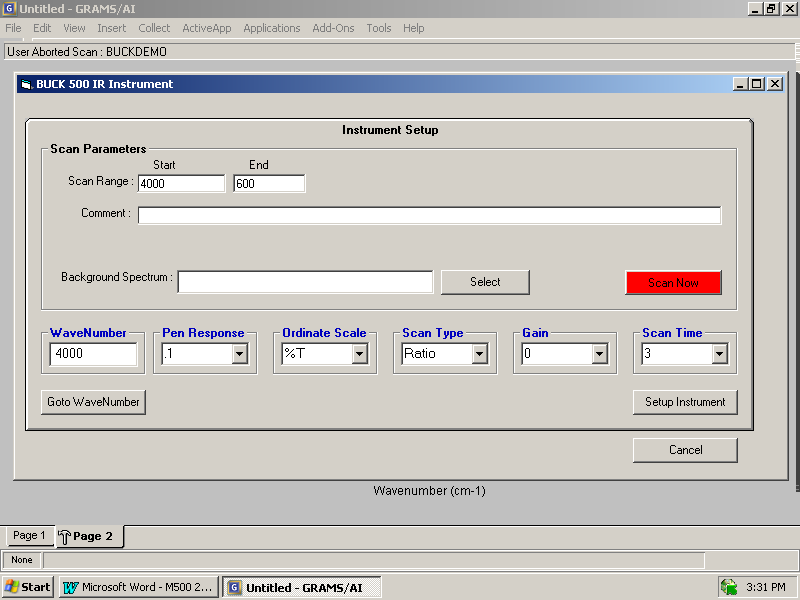 Untitled - GRAMS/AI
File Edit View Insert Collect ActiveApp Applications Add-Ons Tools Help
User Aborted Scan : BUCKDEMO
BUCK 500 IR Instrument
Instrument Setup
Scan Parameters
Start End
Scan Range : 4000 600
Comment :
Background Spectrum : Select Scan Now
WaveNumber Pen Response Ordinate Scale Scan Type Gain Scan Time
4000 .1 %T Ratio 0 3
Goto WaveNumber Setup Instrument
Cancel
Wavenumber (cm-1)
Page 1 Page 2
None
Start Microsoft Word - M500 2... Untitled - GRAMS/AI 3:31 PM